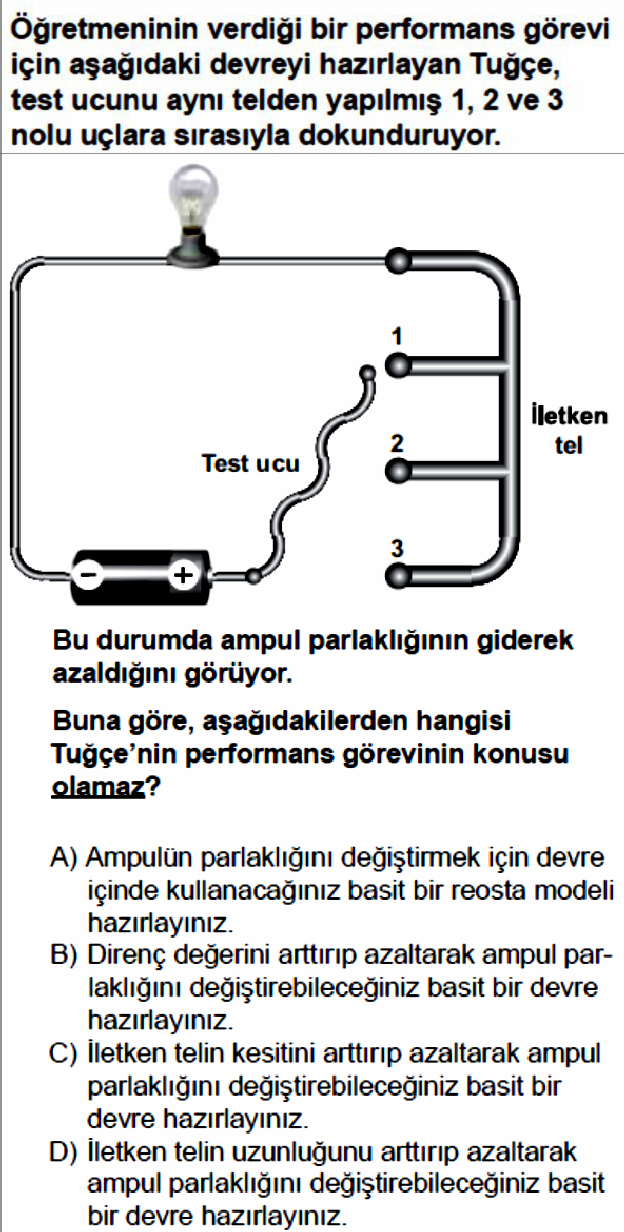 Öğretmeninin verdiği bir performans görevi
için aşağıdaki devreyi hazırlayan Tuğçe,
test ucunu aynı telden yapılmış 1, 2 ve 3
nolu uçlara sırasıyla dokunduruyor.
1
İletken
tel
2
Test ucu
3
– +
Bu durumda ampul parlaklığının giderek
azaldığını görüyor.
Buna göre, aşağıdakilerden hangisi
Tuğçe'nin performans görevinin konusu
olamaz?
A) Ampulün parlaklığını değiştirmek için devre
içinde kullanacağınız basit bir reosta modeli
hazırlayınız.
B) Direnç değerini arttırıp azaltarak ampul par-
laklığını değiştirebileceğiniz basit bir devre
hazırlayınız.
C) İletken telin kesitini arttırıp azaltarak ampul
parlaklığını değiştirebileceğiniz basit bir
devre hazırlayınız.
D) İletken telin uzunluğunu arttırıp azaltarak
ampul parlaklığını değiştirebileceğiniz basit
bir devre hazırlayınız.